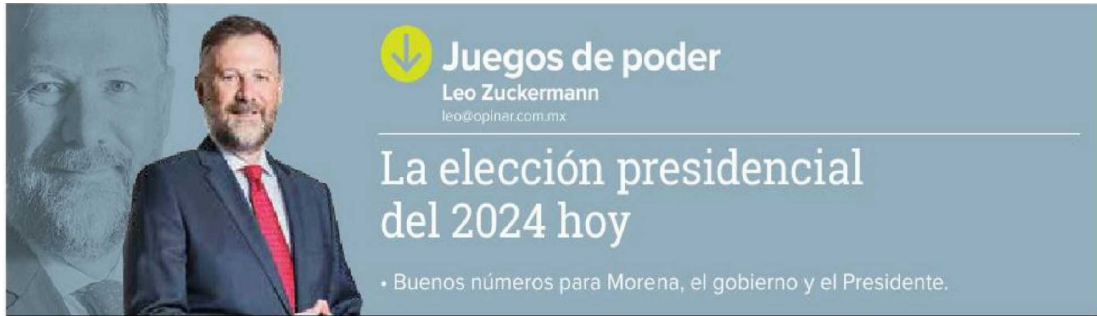 Juegos de poder
Leo Zuckermann
leo@opinar.com.mx
La elección presidencial
del 2024 hoy
• Buenos números para Morena, el gobierno y el Presidente.